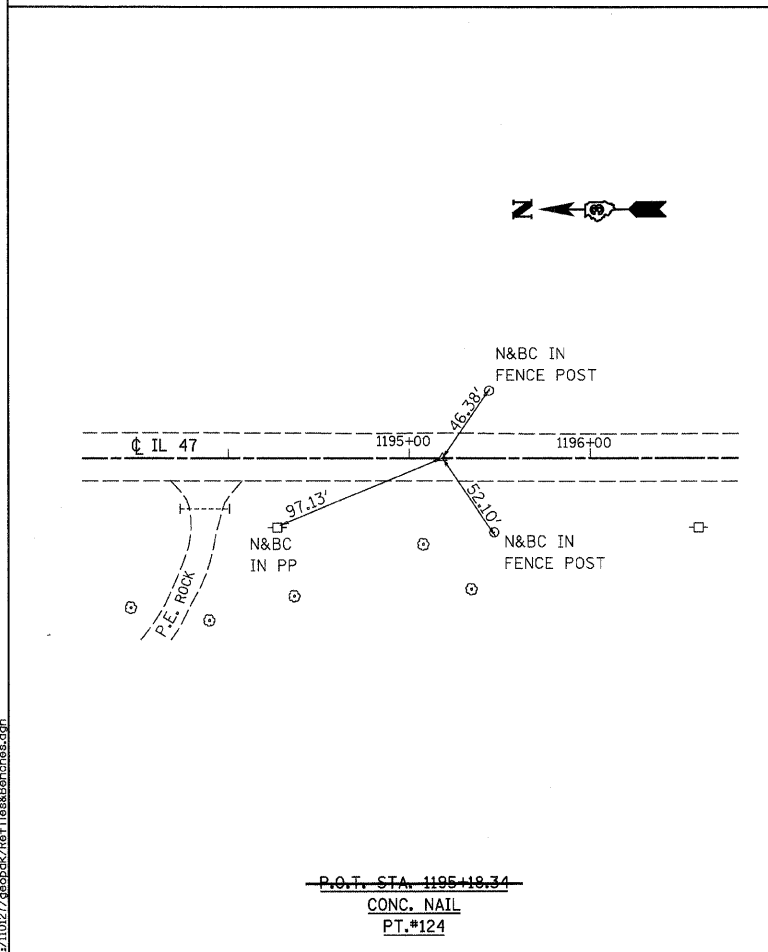 N
N&BC IN
FENCE POST
46.38'
℄ IL 47
1195+00
1196+00
97.13'
52.10'
N&BC
IN PP
N&BC IN
FENCE POST
P.E. ROCK
P.O.T. STA. 1195+18.34
CONC. NAIL
PT.#124